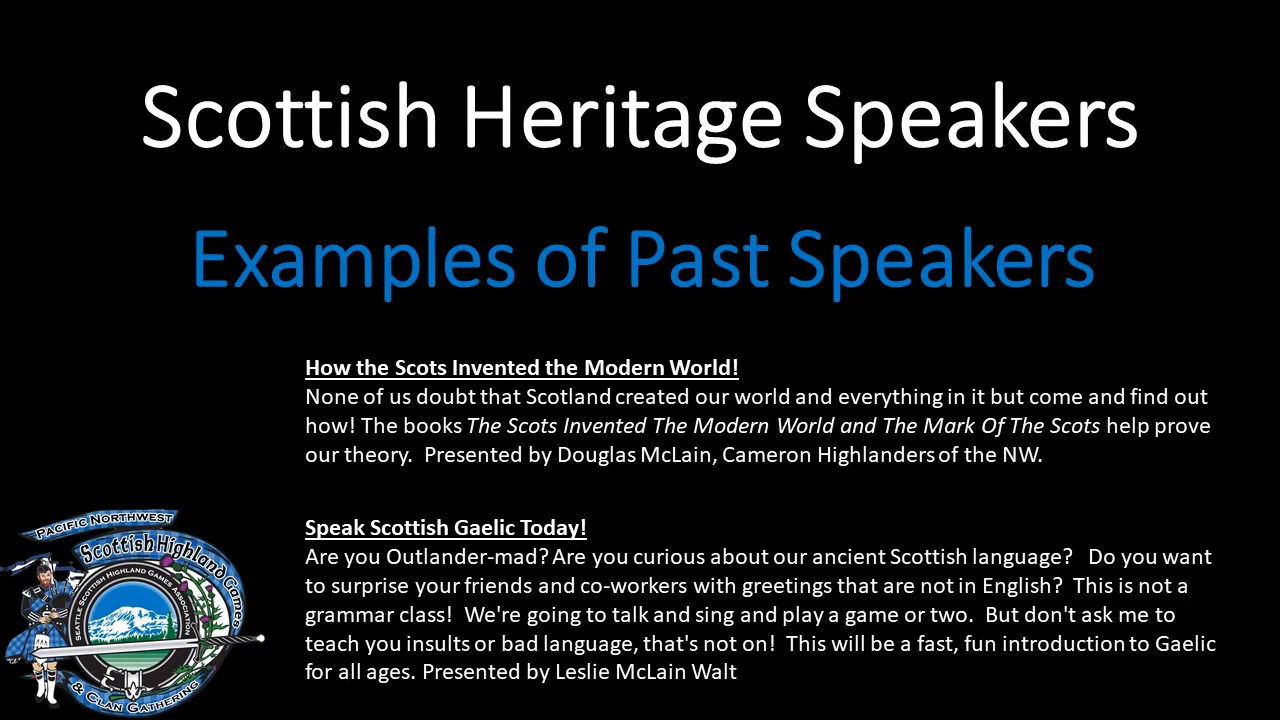 Scottish Heritage Speakers
Examples of Past Speakers
How the Scots Invented the Modern World!
None of us doubt that Scotland created our world and everything in it but come and find out
how! The books The Scots Invented The Modern World and The Mark Of The Scots help prove
our theory.  Presented by Douglas McLain, Cameron Highlanders of the NW.
Speak Scottish Gaelic Today!
Are you Outlander-mad? Are you curious about our ancient Scottish language?   Do you want
to surprise your friends and co-workers with greetings that are not in English?  This is not a
grammar class!  We're going to talk and sing and play a game or two.  But don't ask me to
teach you insults or bad language, that's not on!  This will be a fast, fun introduction to Gaelic
for all ages. Presented by Leslie McLain Walt
Pacific Northwest
Scottish Highland Games
Seattle Scottish Highland Games Association
& Clan Gathering